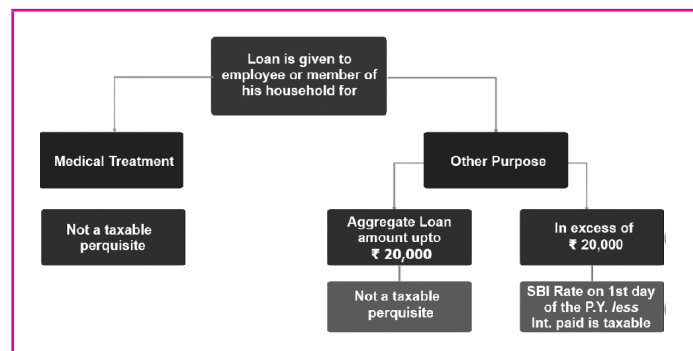 Loan is given to
employee or member of
his household for
Medical Treatment
Other Purpose
Not a taxable
perquisite
Aggregate Loan
amount upto
₹ 20,000
In excess of
₹ 20,000
Not a taxable
perquisite
SBI Rate on 1st day
of the P.Y. less
Int. paid is taxable